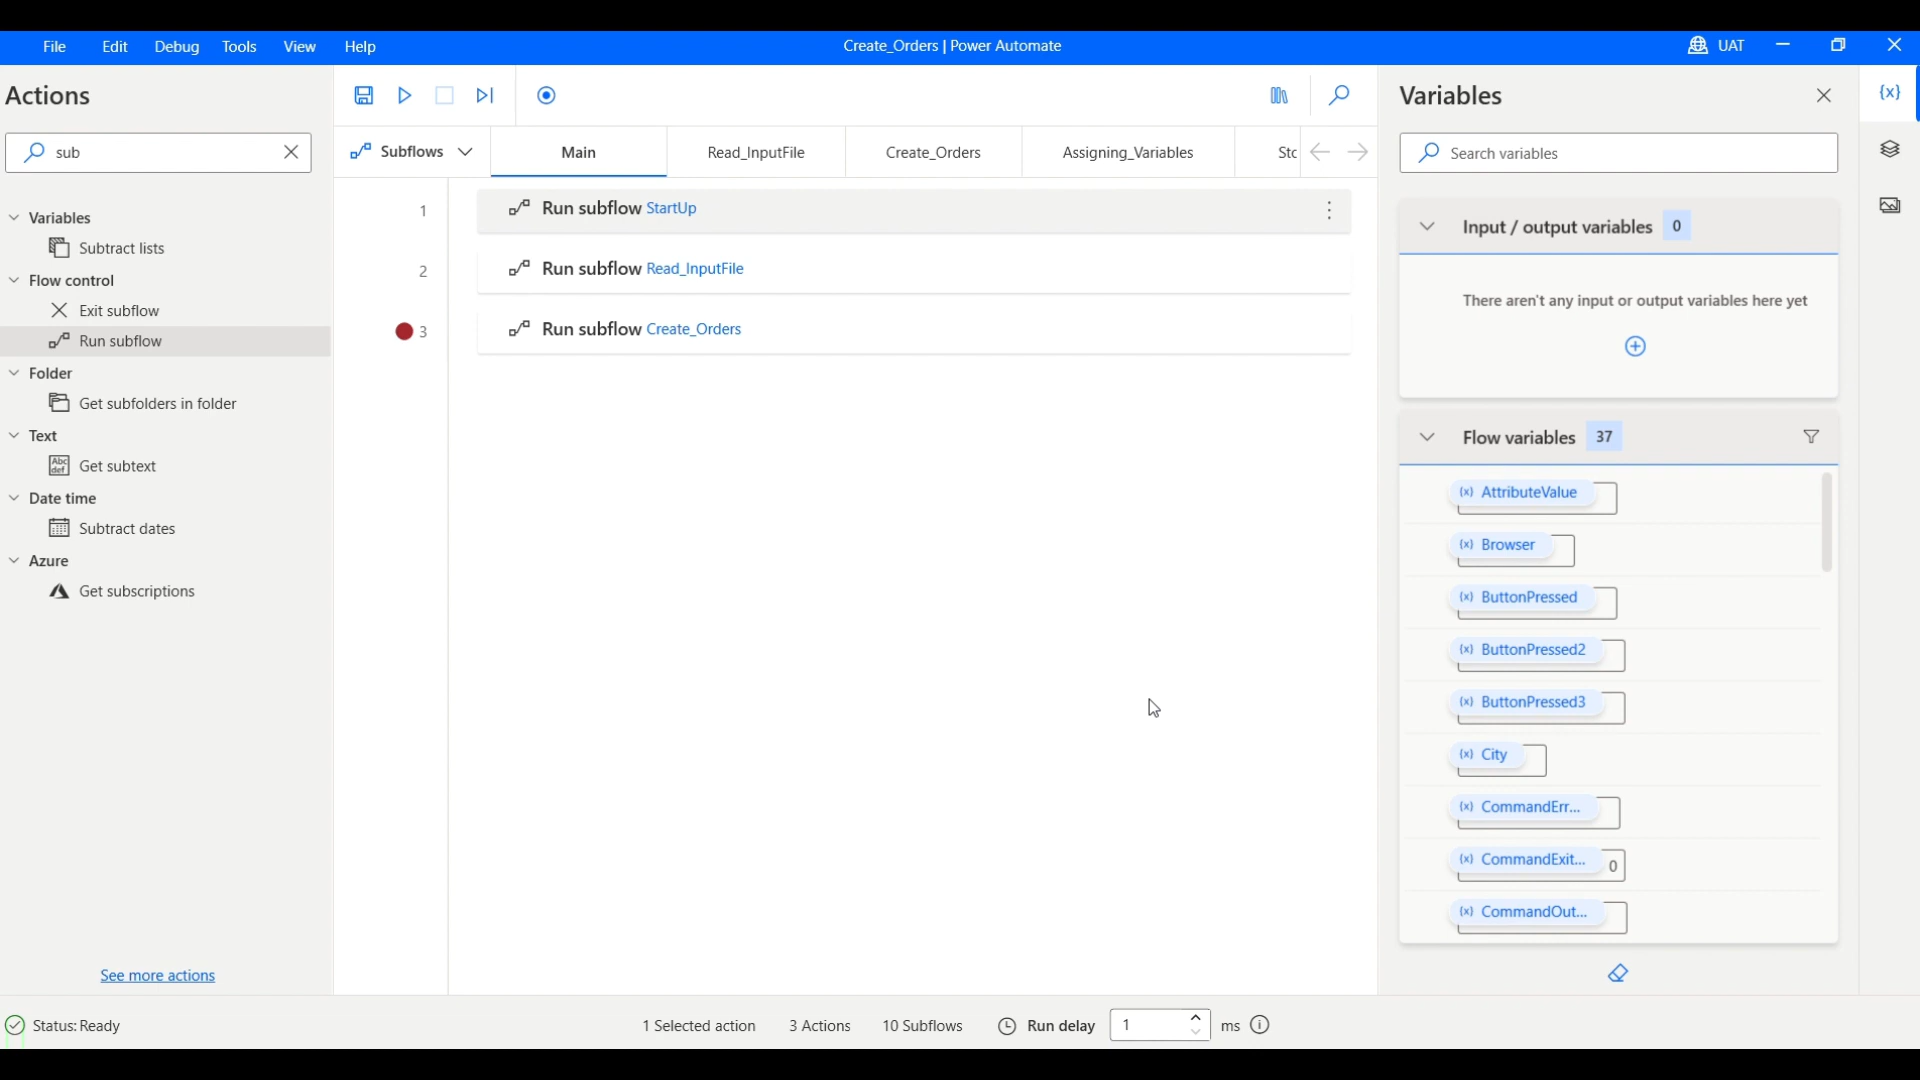 File Edit Debug Tools View Help
Create_Orders | Power Automate
UAT
Actions
sub
Variables
Subtract lists
Flow control
Exit subflow
Run subflow
Folder
Get subfolders in folder
Text
Abc def Get subtext
Date time
Subtract dates
Azure
Get subscriptions
See more actions
Subflows Main Read_InputFile Create_Orders Assigning_Variables Stc
1 Run subflow StartUp
2 Run subflow Read_InputFile
3 Run subflow Create_Orders
Variables
{x}
Search variables
Input / output variables 0
There aren't any input or output variables here yet
Flow variables 37
(x) AttributeValue
(x) Browser
(x) ButtonPressed
(x) ButtonPressed2
(x) ButtonPressed3
(x) City
(x) CommandErr...
(x) CommandExit... 0
(x) CommandOut...
Status: Ready 1 Selected action 3 Actions 10 Subflows Run delay 1 ms